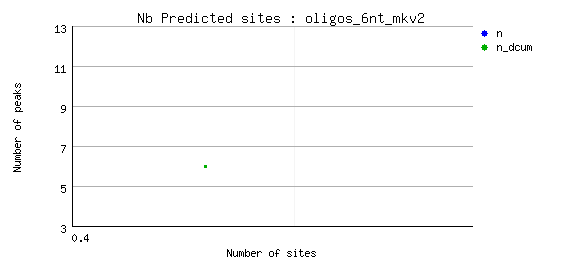 Nb Predicted sites : oligos_6nt_mkv2
n
n_dcum
Number of peaks
13
11
9
7
5
3
0.4
Number of sites